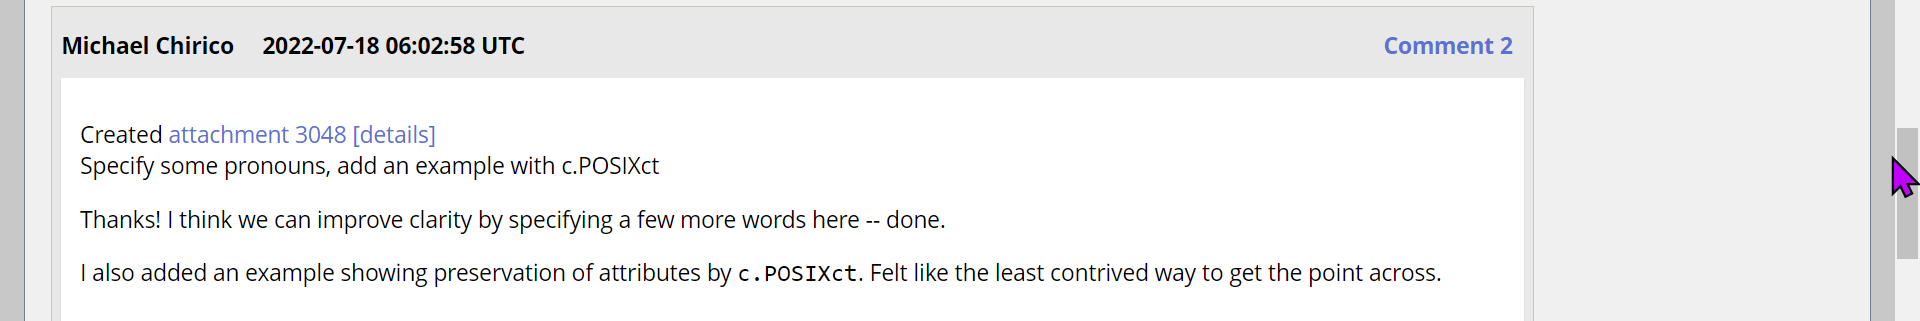 Michael Chirico 2022-07-18 06:02:58 UTC Comment 2
Created attachment 3048 [details]
Specify some pronouns, add an example with c.POSIXct
Thanks! I think we can improve clarity by specifying a few more words here -- done.
I also added an example showing preservation of attributes by c.POSIXct. Felt like the least contrived way to get the point across.